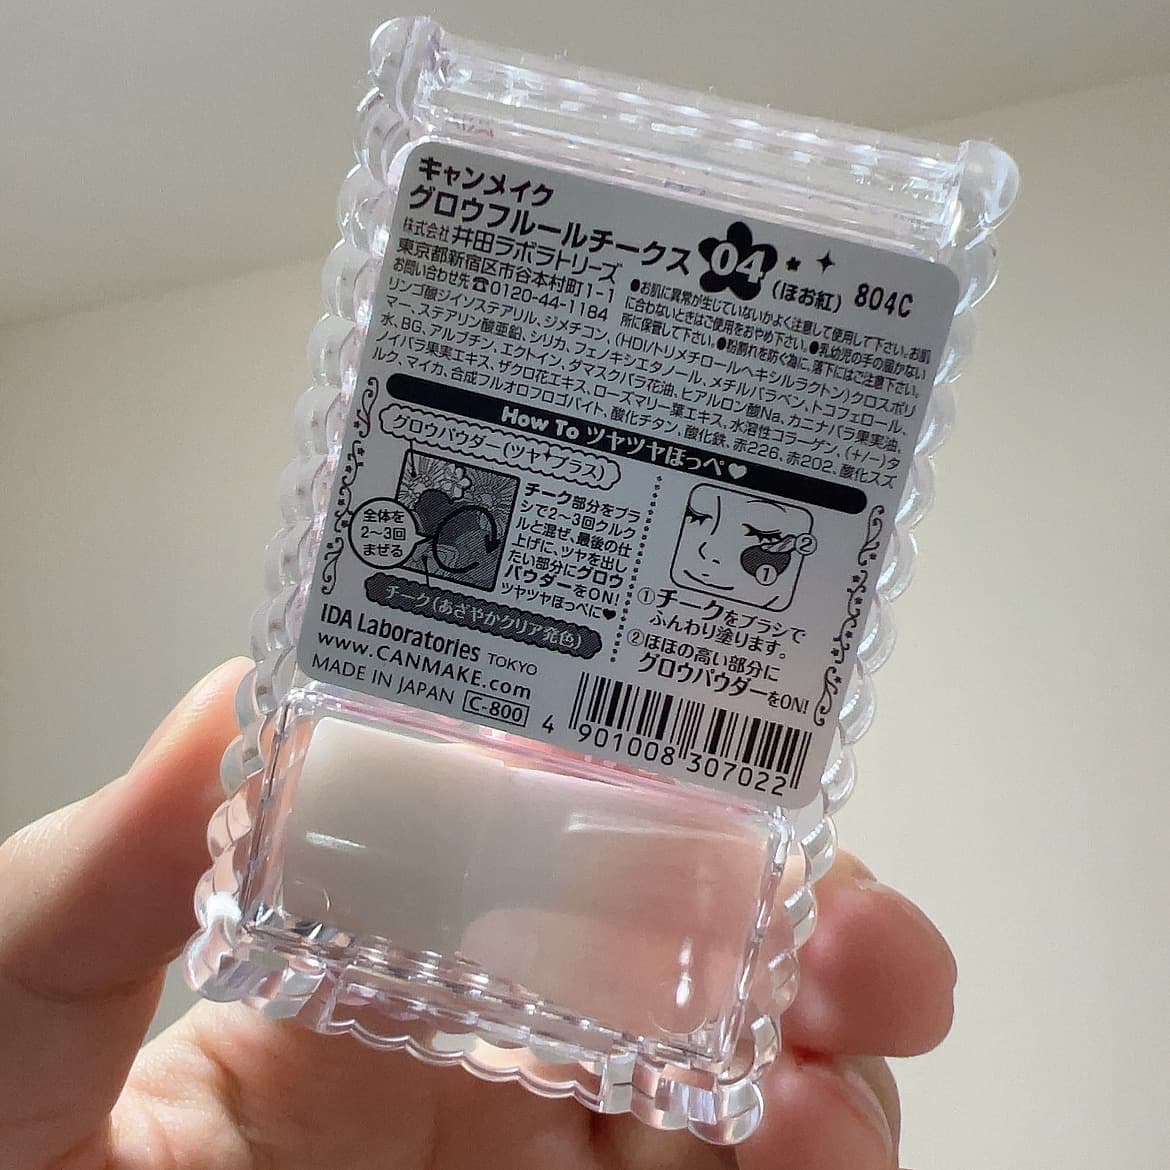 キャンメイク
グロウフルールチークス 04 (ほお紅) 804C
株式会社 井田ラボラトリーズ
東京都新宿区市谷本村町1-1
お問い合わせ先☎0120-44-1184
●お肌に異常が生じていないかよく注意して使用して下さい。お肌
に合わないときはご使用をおやめ下さい。●乳幼児の手の届かない
所に保管して下さい。●粉割れを防ぐ為に、落下にはご注意下さい。
リンゴ酸ジイソステアリル、ジメチコン、(HDI/トリメチロールヘキシルラクトン)クロスポリ
マー、ステアリン酸亜鉛、シリカ、フェノキシエタノール、メチルパラベン、トコフェロール、
水、BG、アルブチン、エクトイン、ダマスクバラ花油、ヒアルロン酸Na、カニナバラ果実油、
ノイバラ果実エキス、ザクロ花エキス、ローズマリー葉エキス、水溶性コラーゲン、(+/-)タ
ルク、マイカ、合成フルオロフロゴパイト、酸化チタン、酸化鉄、赤226、赤202、酸化スズ
How To ツヤツヤほっぺ♥
グロウパウダー(ツヤ✦プラス)
全体を
2〜3回
まぜる
チーク部分をブラ
シで2〜3回クルク
ルと混ぜ、最後の仕
上げに、ツヤを出し
たい部分にグロウ
パウダーをON!
ツヤツヤほっぺに♥
チーク(あざやかクリア発色)
②
①
①チークをブラシで
ふんわり塗ります。
②ほほの高い部分に
グロウパウダーをON!
IDA Laboratories TOKYO
www.CANMAKE.com
MADE IN JAPAN C-800
4 901008 307022